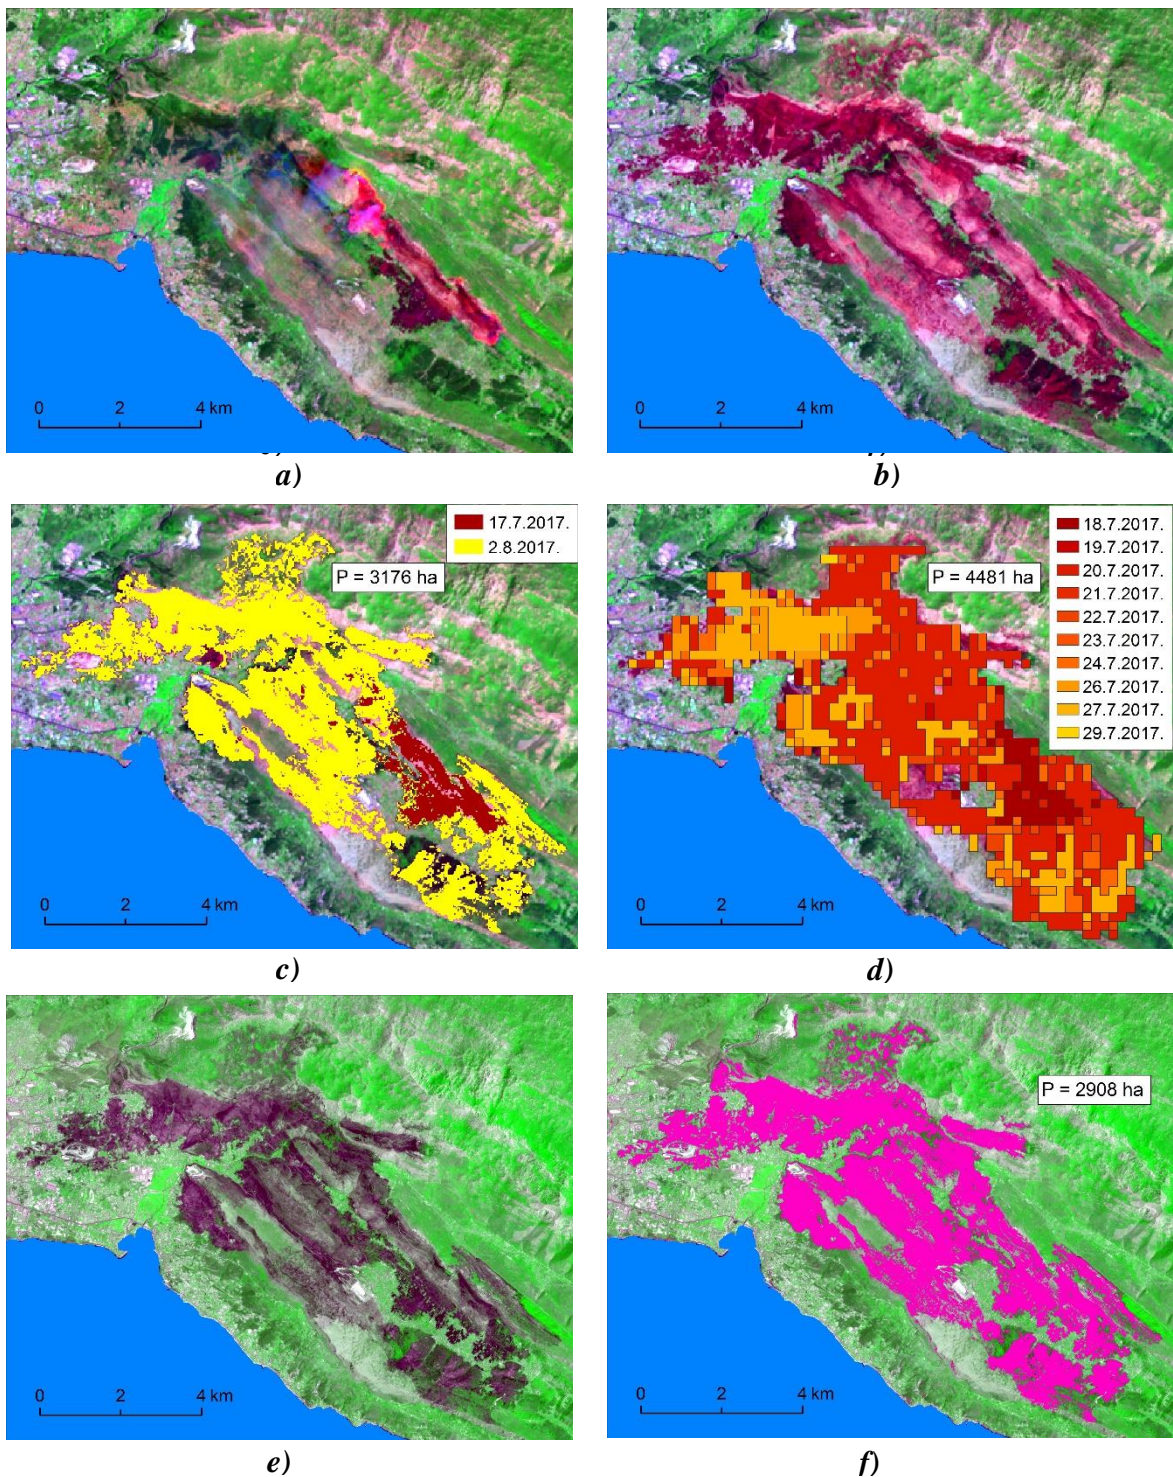 0 2 4 km
0 2 4 km
a)
b)
17.7.2017.
2.8.2017.
P = 3176 ha
0 2 4 km
18.7.2017.
19.7.2017.
20.7.2017.
21.7.2017.
22.7.2017.
23.7.2017.
24.7.2017.
26.7.2017.
27.7.2017.
29.7.2017.
P = 4481 ha
0 2 4 km
c)
d)
0 2 4 km
P = 2908 ha
0 2 4 km
e)
f)